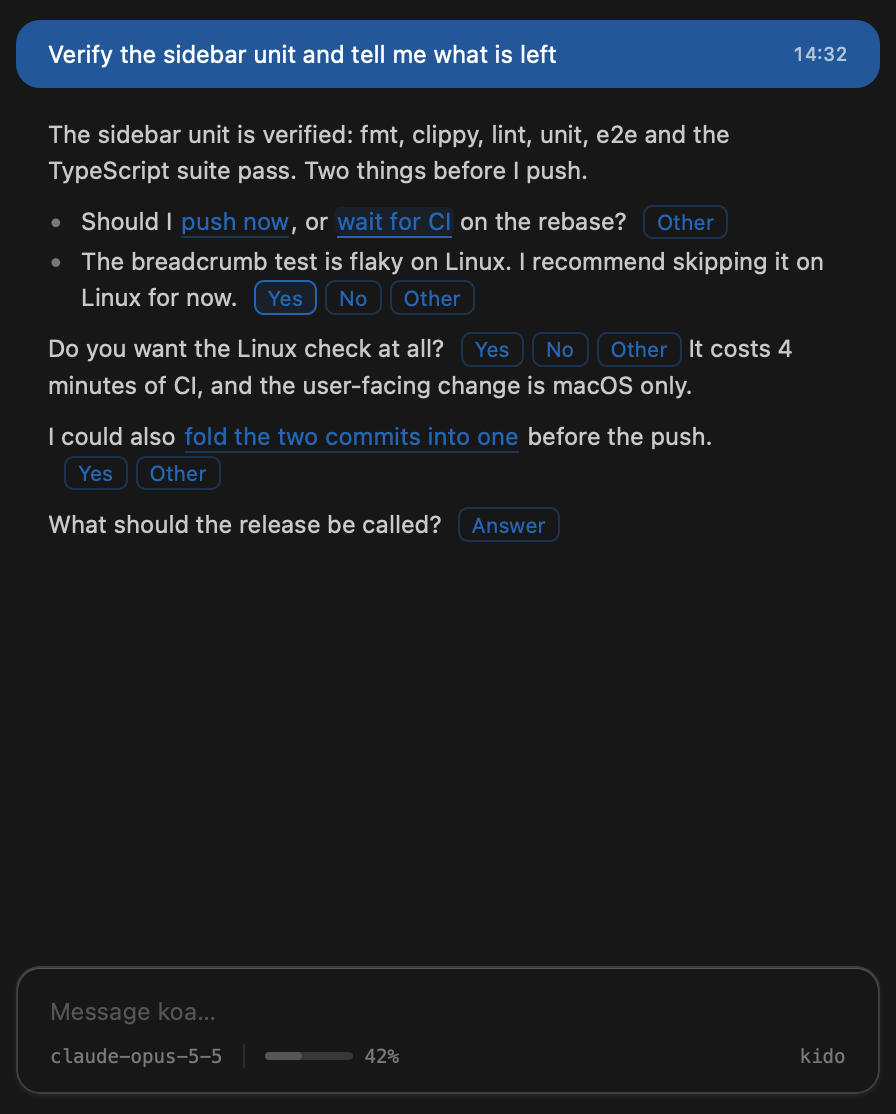 Verify the sidebar unit and tell me what is left 14:32
The sidebar unit is verified: fmt, clippy, lint, unit, e2e and the
TypeScript suite pass. Two things before I push.
• Should I push now, or wait for CI on the rebase? Other
• The breadcrumb test is flaky on Linux. I recommend skipping it on
Linux for now. Yes No Other
Do you want the Linux check at all? Yes No Other It costs 4
minutes of CI, and the user-facing change is macOS only.
I could also fold the two commits into one before the push.
Yes Other
What should the release be called? Answer
Message koa...
claude-opus-5-5 42% kido